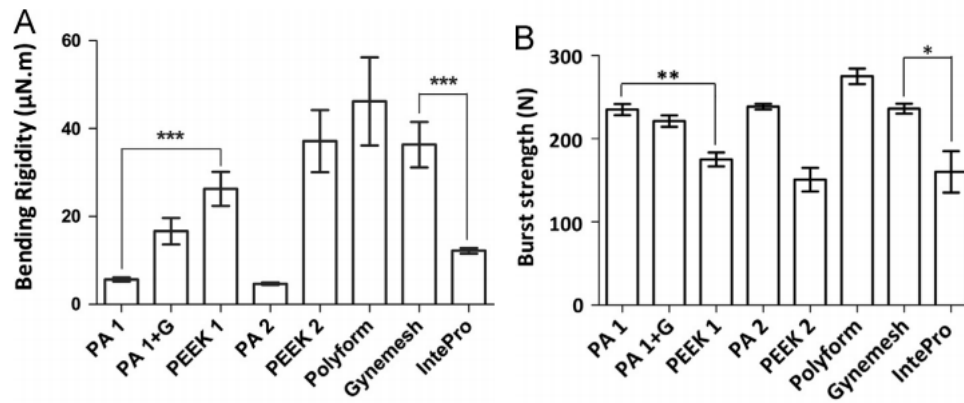 A
Bending Rigidity (μN.m)
60
40
20
0
***
***
PA 1
PA 1+G
PEEK 1
PA 2
PEEK 2
Polyform
Gynemesh
IntePro
B
Burst strength (N)
300
200
100
0
**
*
PA 1
PA 1+G
PEEK 1
PA 2
PEEK 2
Polyform
Gynemesh
IntePro